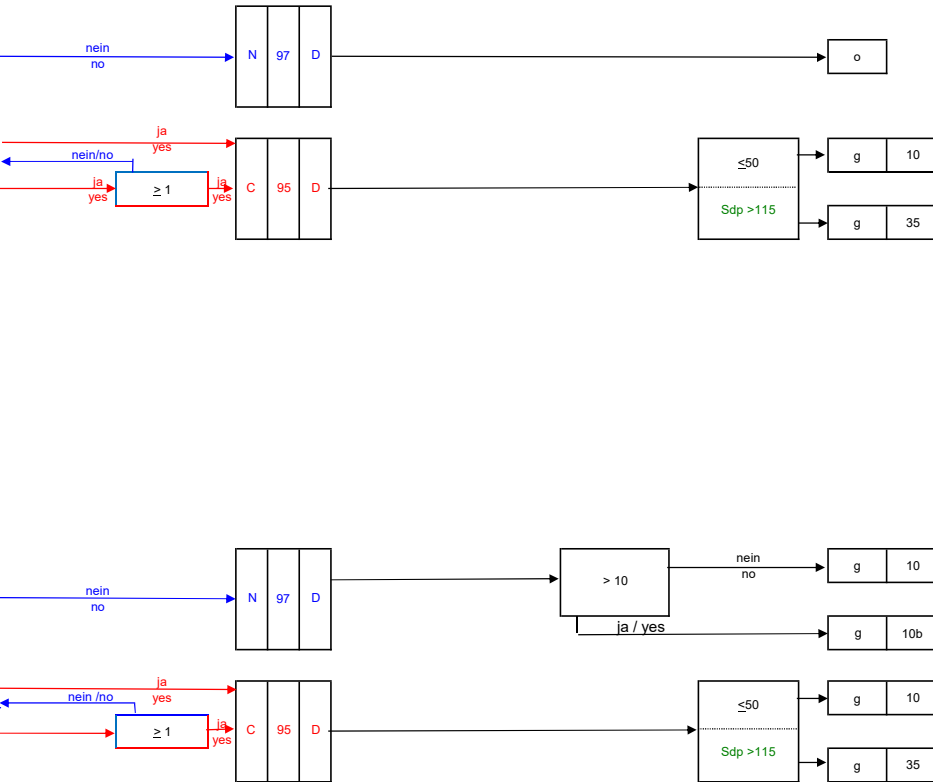 nein
no
N 97 D
o
ja
yes
nein/no
ja
yes
≥ 1
ja
yes
C 95 D
≤50
Sdp >115
g 10
g 35
nein
no
N 97 D
> 10
nein
no
ja / yes
g 10
g 10b
ja
yes
nein /no
≥ 1
ja
yes
C 95 D
≤50
Sdp >115
g 10
g 35